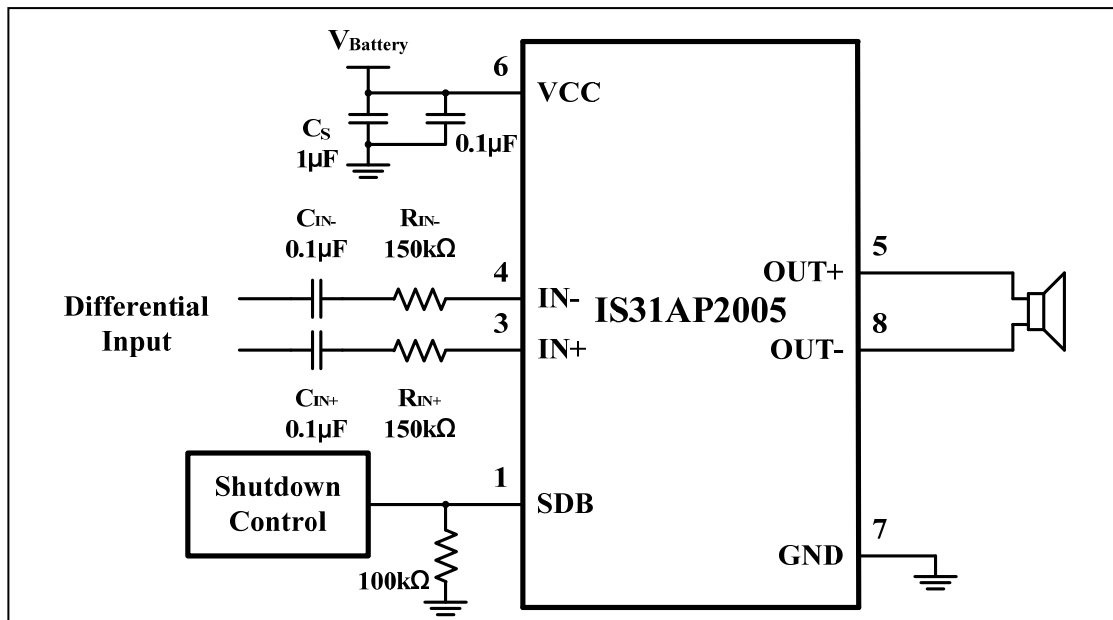 VBattery
6
VCC
CS
1µF
0.1µF
CIN-
0.1µF
RIN-
150kΩ
4
IN-
Differential
Input
3
IN+
CIN+
0.1µF
RIN+
150kΩ
IS31AP2005
5
OUT+
8
OUT-
Shutdown
Control
1
SDB
100kΩ
7
GND